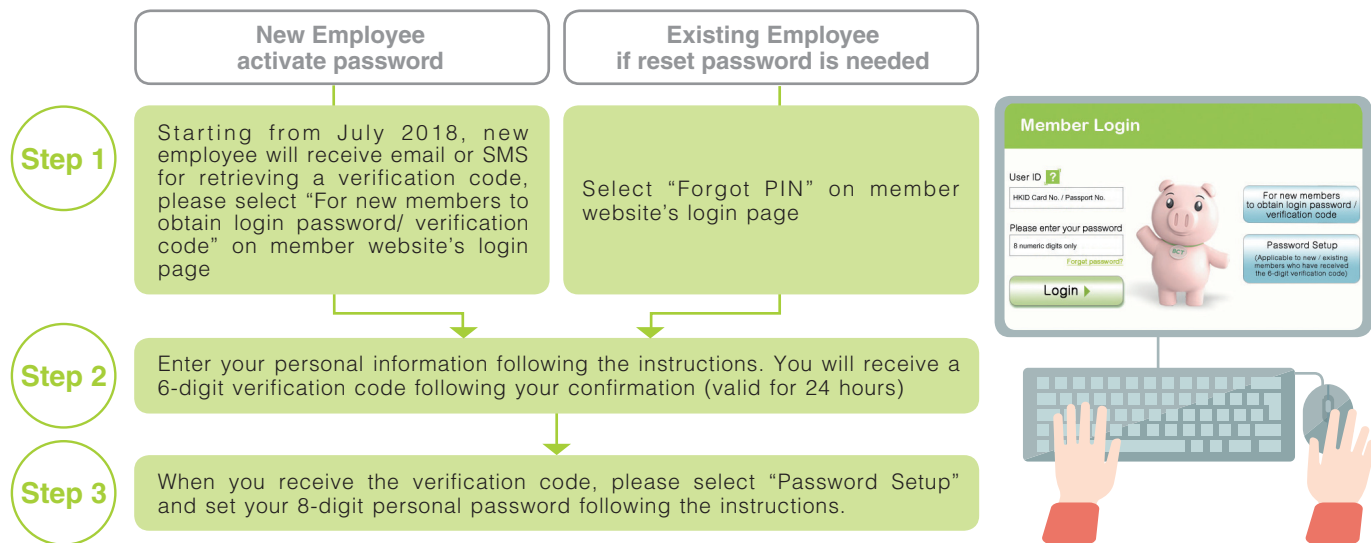 New Employee
activate password
Existing Employee
if reset password is needed
Step 1
Starting from July 2018, new
employee will receive email or SMS
for retrieving a verification code,
please select “For new members to
obtain login password/ verification
code” on member website’s login
page
Select “Forgot PIN” on member
website’s login page
Step 2
Enter your personal information following the instructions. You will receive a
6-digit verification code following your confirmation (valid for 24 hours)
Step 3
When you receive the verification code, please select “Password Setup”
and set your 8-digit personal password following the instructions.
Member Login
User ID ?
HKID Card No. / Passport No.
Please enter your password
8 numeric digits only
Forgot password?
Login
BCT
For new members
to obtain login password /
verification code
Password Setup
(Applicable to new / existing
members who have received
the 6-digit verification code)